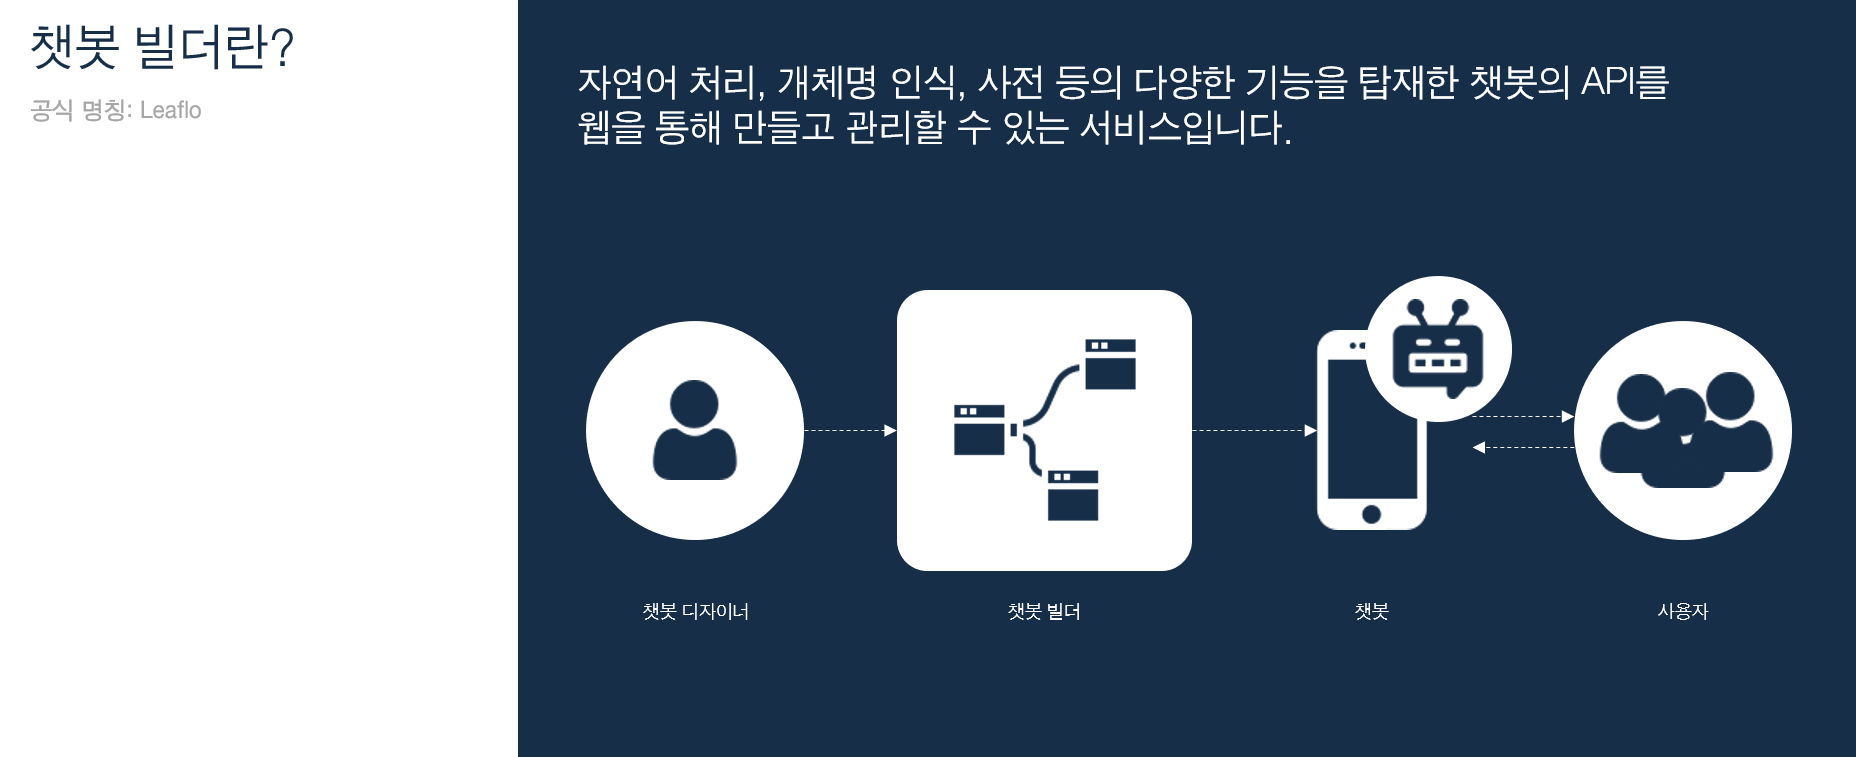 챗봇 빌더란?
공식 명칭: Leaflo
자연어 처리, 개체명 인식, 사전 등의 다양한 기능을 탑재한 챗봇의 API를
웹을 통해 만들고 관리할 수 있는 서비스입니다.
챗봇 디자이너
챗봇 빌더
챗봇
사용자